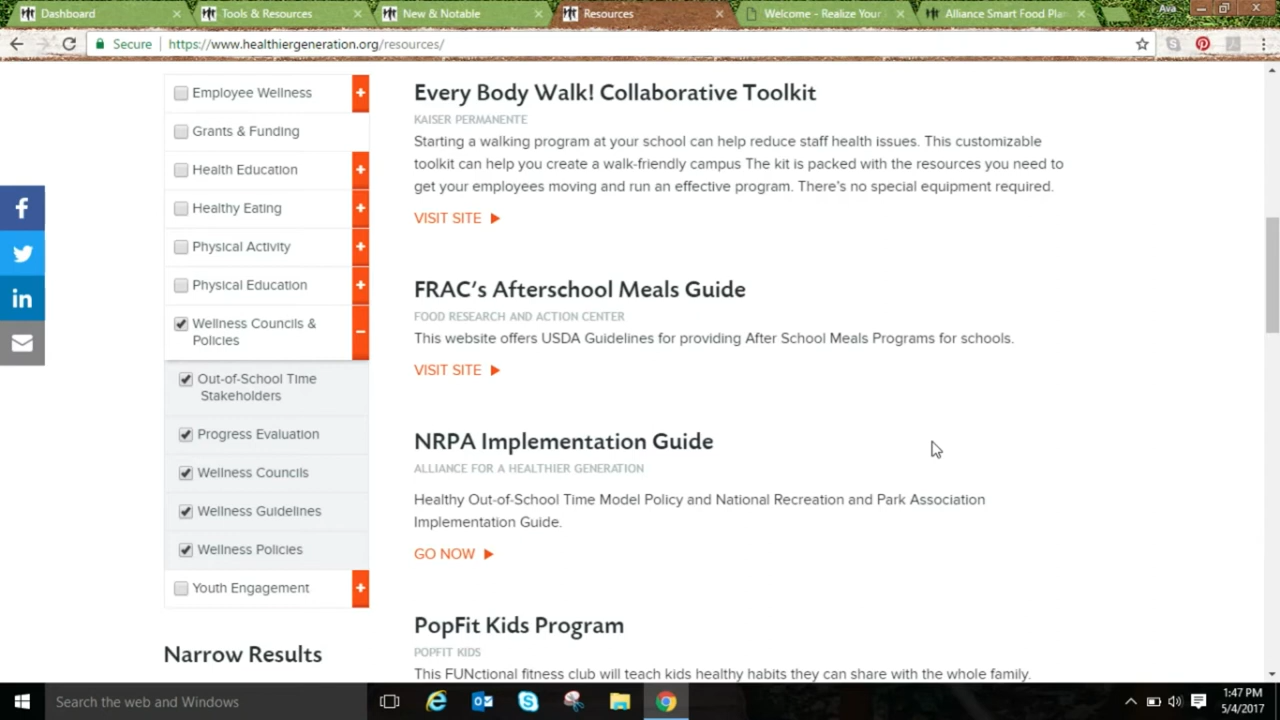 Dashboard
Tools & Resources
New & Notable
Resources
Welcome - Realize Your
Alliance Smart Food Plan
Ava
Secure
https://www.healthiergeneration.org/resources/
Employee Wellness
Grants & Funding
Health Education
Healthy Eating
Physical Activity
Physical Education
Wellness Councils &
Policies
Out-of-School Time
Stakeholders
Progress Evaluation
Wellness Councils
Wellness Guidelines
Wellness Policies
Youth Engagement
Narrow Results
Every Body Walk! Collaborative Toolkit
KAISER PERMANENTE
Starting a walking program at your school can help reduce staff health issues. This customizable
toolkit can help you create a walk-friendly campus The kit is packed with the resources you need to
get your employees moving and run an effective program. There's no special equipment required.
VISIT SITE
FRAC's Afterschool Meals Guide
FOOD RESEARCH AND ACTION CENTER
This website offers USDA Guidelines for providing After School Meals Programs for schools.
VISIT SITE
NRPA Implementation Guide
ALLIANCE FOR A HEALTHIER GENERATION
Healthy Out-of-School Time Model Policy and National Recreation and Park Association
Implementation Guide.
GO NOW
PopFit Kids Program
POPFIT KIDS
This FUNctional fitness club will teach kids healthy habits they can share with the whole family.
Search the web and Windows
1:47 PM
5/4/2017